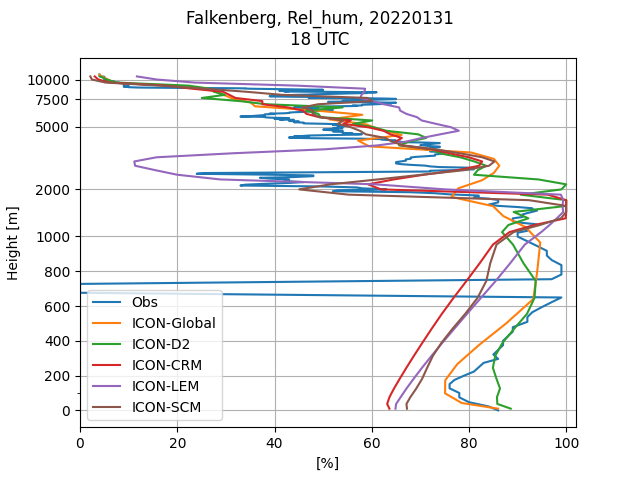 Falkenberg, Rel_hum, 20220131
18 UTC
Height [m]
10000
7500
5000
2000
1000
800
600
400
200
0
Obs
ICON-Global
ICON-D2
ICON-CRM
ICON-LEM
ICON-SCM
0 20 40 60 80 100
[%]